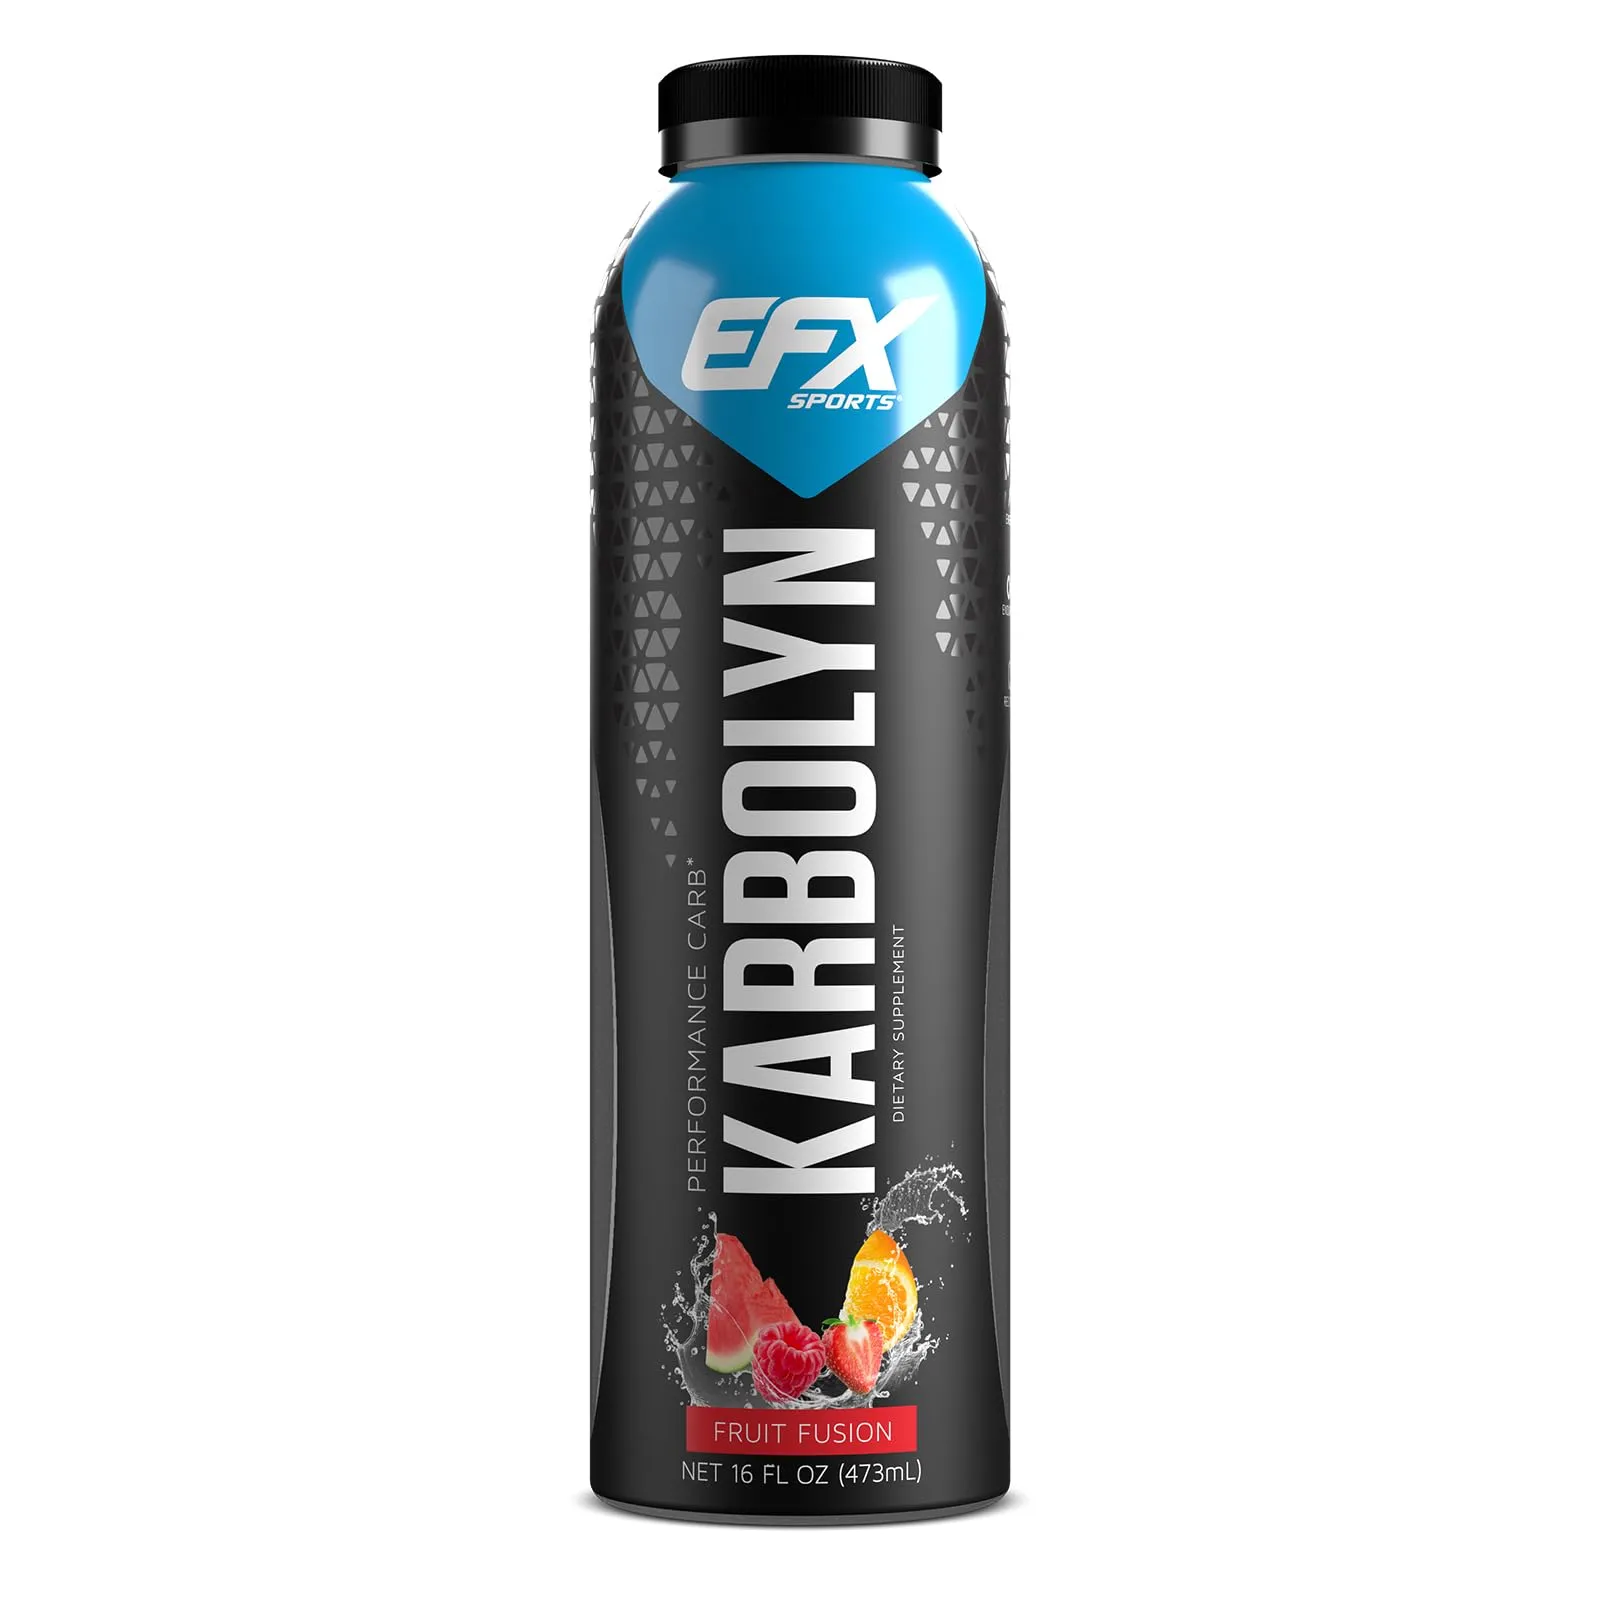 EFX
SPORTS®
PERFORMANCE CARB*
KARBOLYN
DIETARY SUPPLEMENT
FRUIT FUSION
NET 16 FL OZ (473mL)